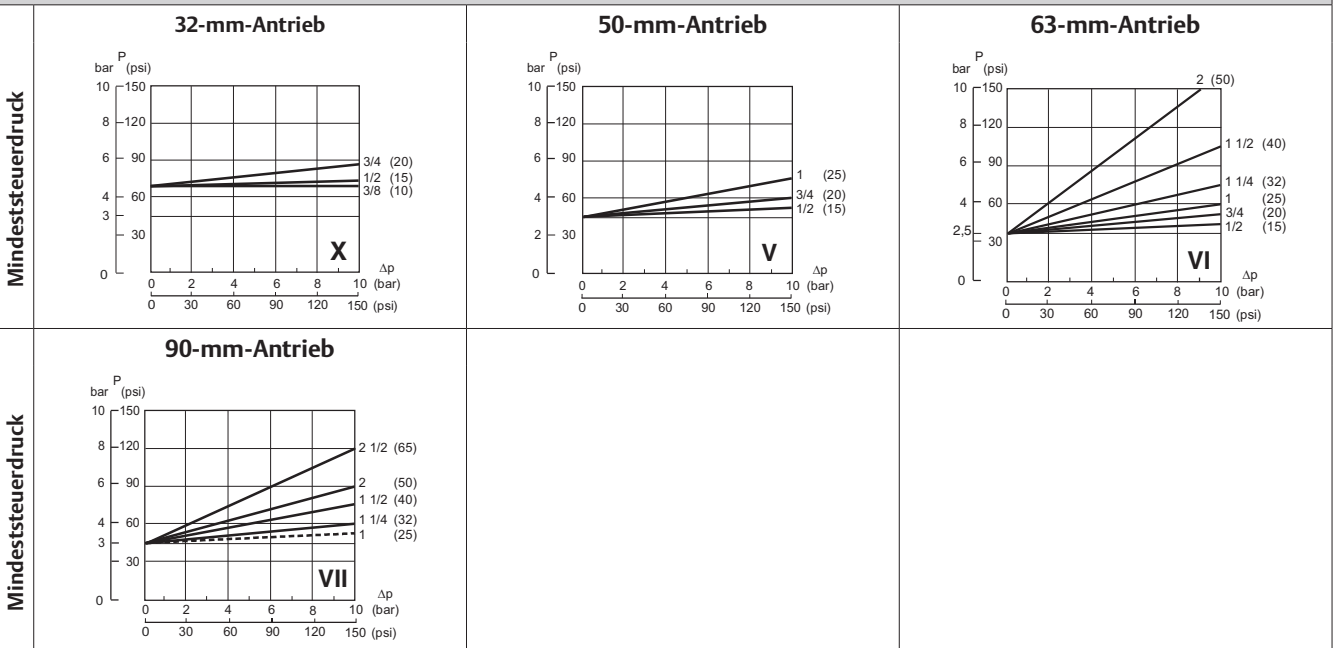 Mindeststeuerdruck
32-mm-Antrieb
P
bar (psi)
10 150
8 120
6 90
4 60
3
30
0
3/4 (20)
1/2 (15)
3/8 (10)
X
0 2 4 6 8 10
Δp
(bar)
0 30 60 90 120 150 (psi)
50-mm-Antrieb
P
bar (psi)
10 150
8 120
6 90
4 60
2 30
0
1 (25)
3/4 (20)
1/2 (15)
V
0 2 4 6 8 10
Δp
(bar)
0 30 60 90 120 150 (psi)
63-mm-Antrieb
P
bar (psi)
10 150
8 120
6 90
4 60
2,5 30
0
2 (50)
1 1/2 (40)
1 1/4 (32)
1 (25)
3/4 (20)
1/2 (15)
VI
0 2 4 6 8 10
Δp
(bar)
0 30 60 90 120 150 (psi)
Mindeststeuerdruck
90-mm-Antrieb
P
bar (psi)
10 150
8 120
6 90
4 60
3
30
0
2 1/2 (65)
2 (50)
1 1/2 (40)
1 1/4 (32)
1 (25)
VII
0 2 4 6 8 10
Δp
(bar)
0 30 60 90 120 150 (psi)